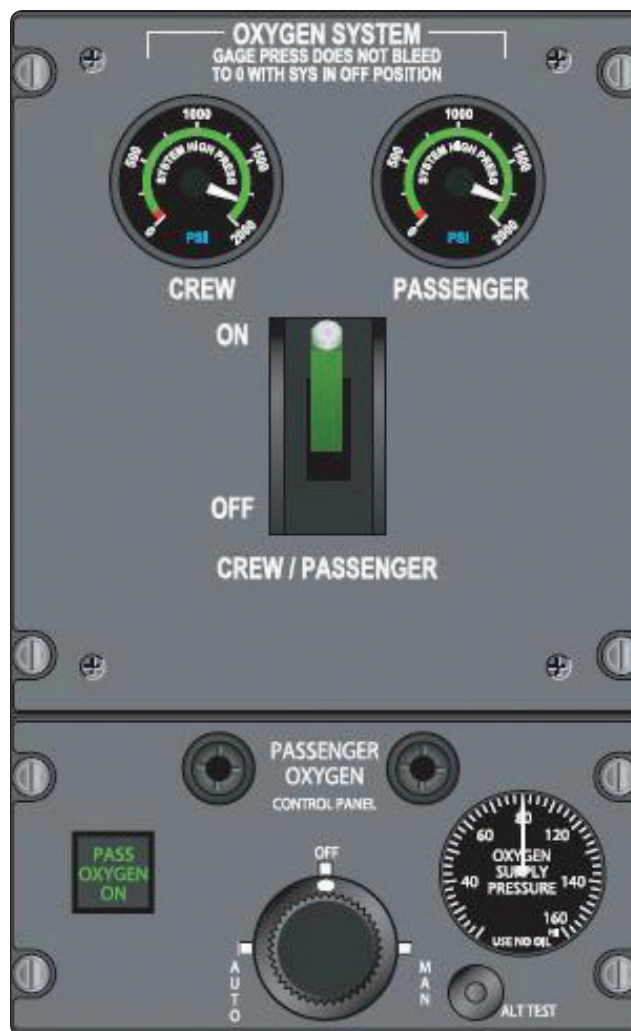 OXYGEN SYSTEM
GAGE PRESS DOES NOT BLEED
TO 0 WITH SYS IN OFF POSITION
0
500
1000
1500
2000
SYSTEM HIGH PRESS
PSI
CREW
0
500
1000
1500
2000
SYSTEM HIGH PRESS
PSI
PASSENGER
ON
OFF
CREW / PASSENGER
PASSENGER
OXYGEN
CONTROL PANEL
PASS
OXYGEN
ON
OFF
AUTO
MAN
40
60
80
120
140
160
OXYGEN
SUPPLY
PRESSURE
USE NO OIL
ALT TEST